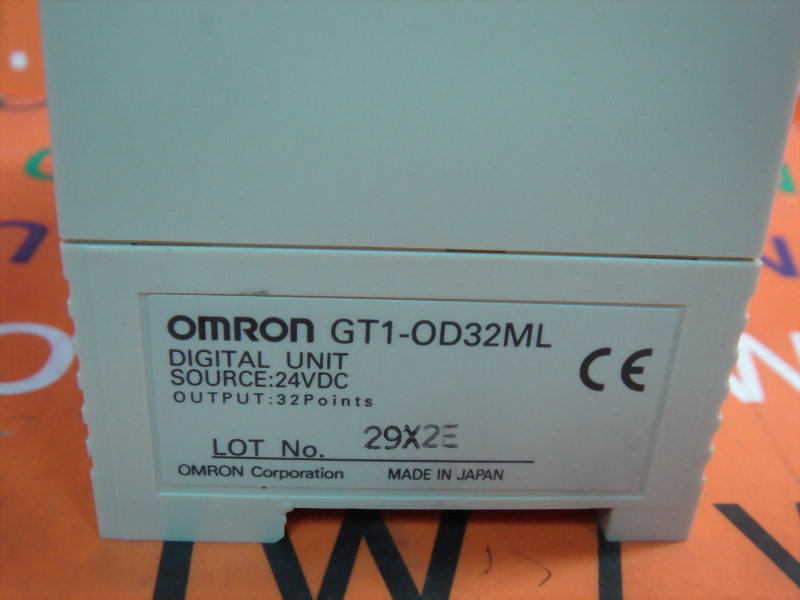 OMRON GT1-OD32ML
DIGITAL UNIT
SOURCE:24VDC
OUTPUT:32Points
CE
LOT No. 29X2E
OMRON Corporation MADE IN JAPAN